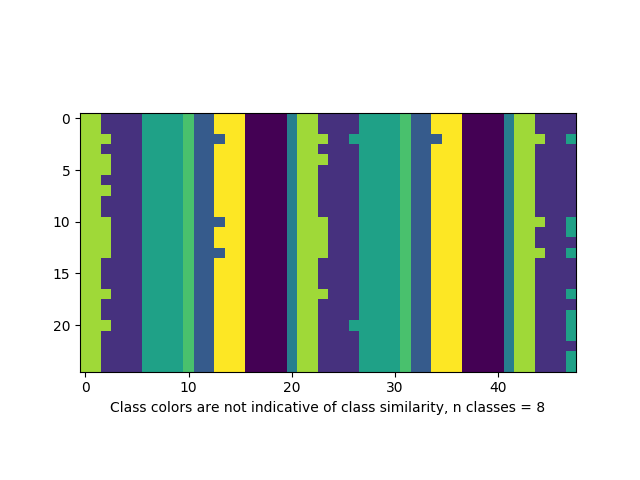 0
5
10
15
20
0 10 20 30 40
Class colors are not indicative of class similarity, n classes = 8